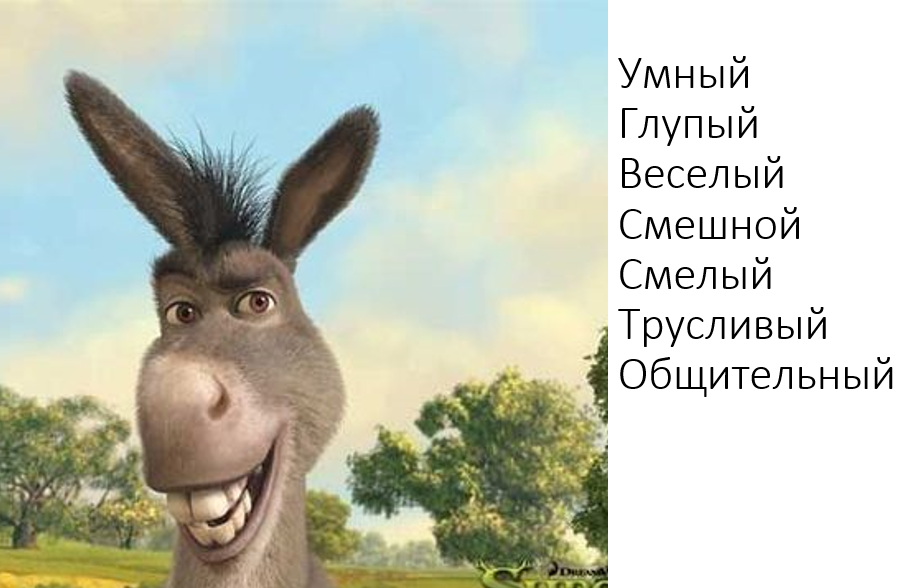 Умный
Глупый
Веселый
Смешной
Смелый
Трусливый
Общительный